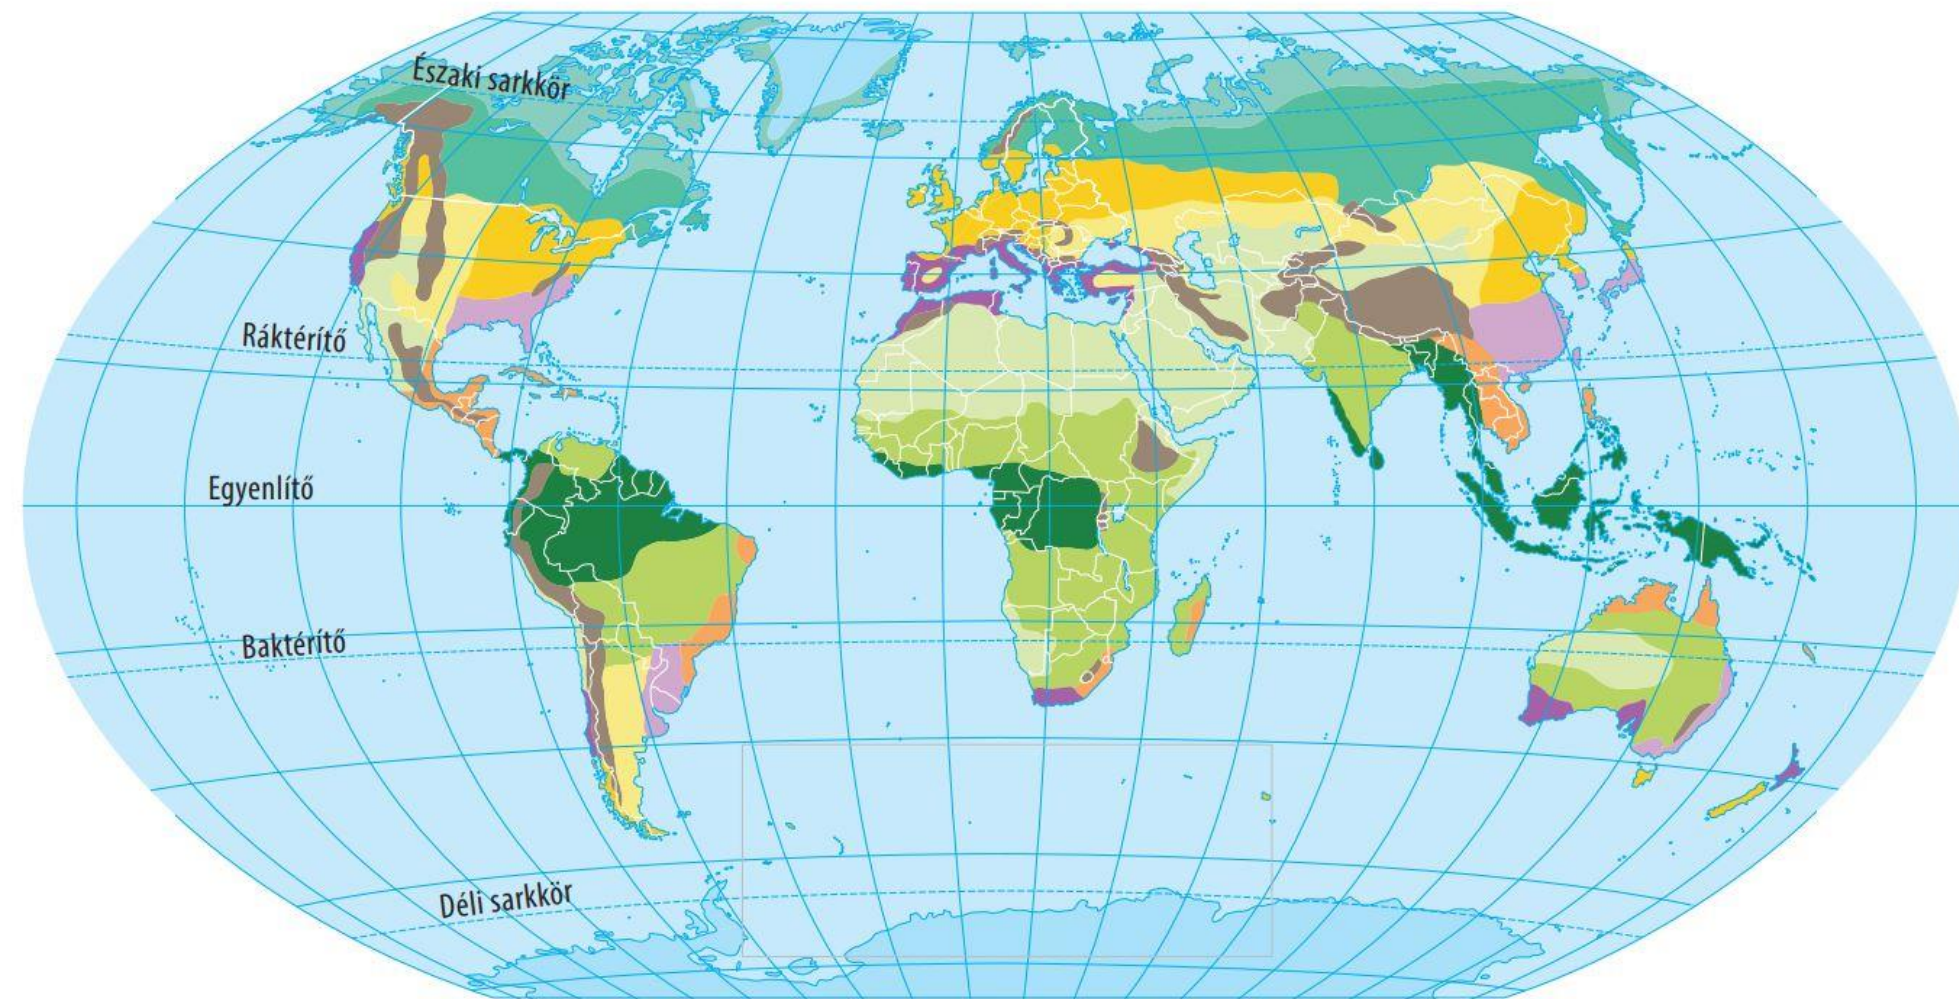 Északi sarkkör
Ráktérítő
Egyenlítő
Baktérítő
Déli sarkkör